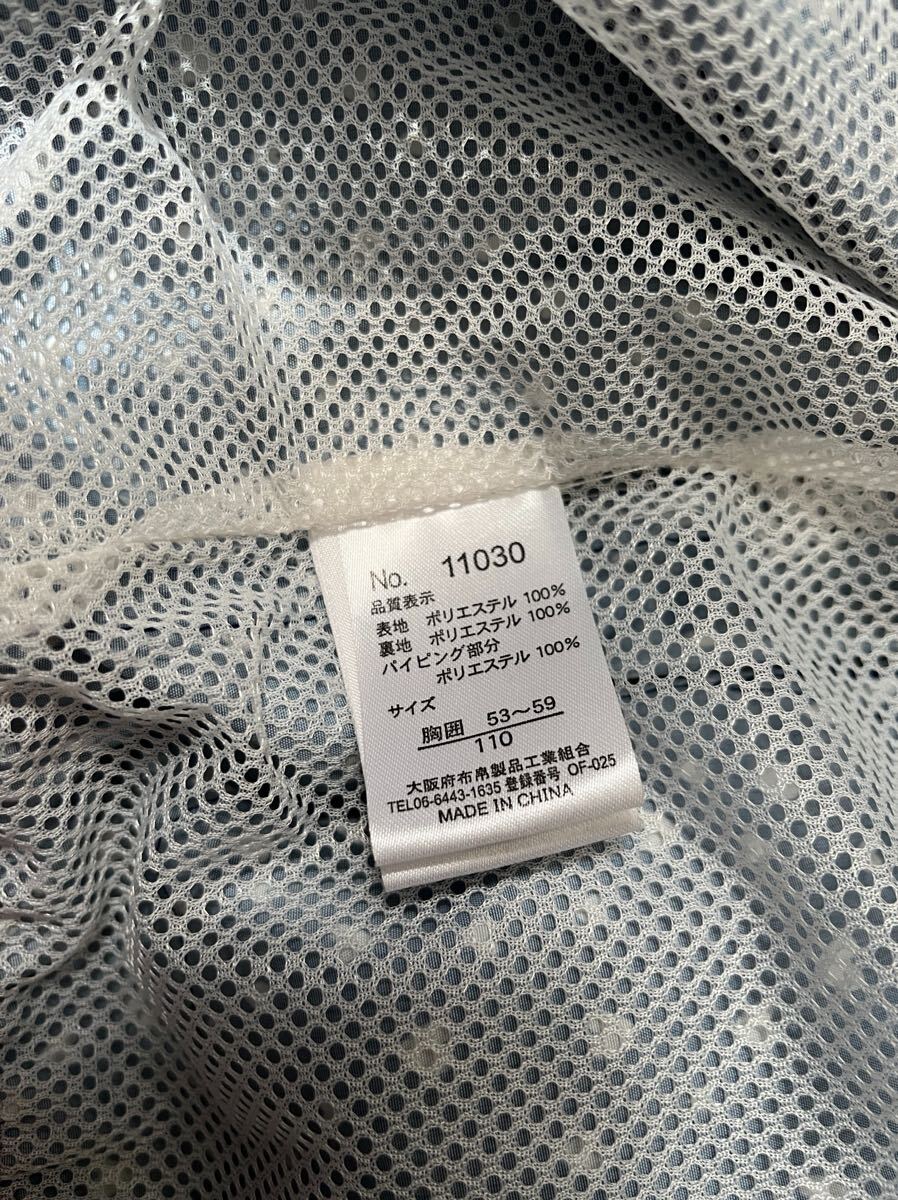 No. 11030
品質表示
表地 ポリエステル 100%
裏地 ポリエステル 100%
パイピング部分
ポリエステル 100%
サイズ
胸囲 53〜59
110
大阪府布帛製品工業組合
TEL06-6443-1635 登録番号 OF-025
MADE IN CHINA